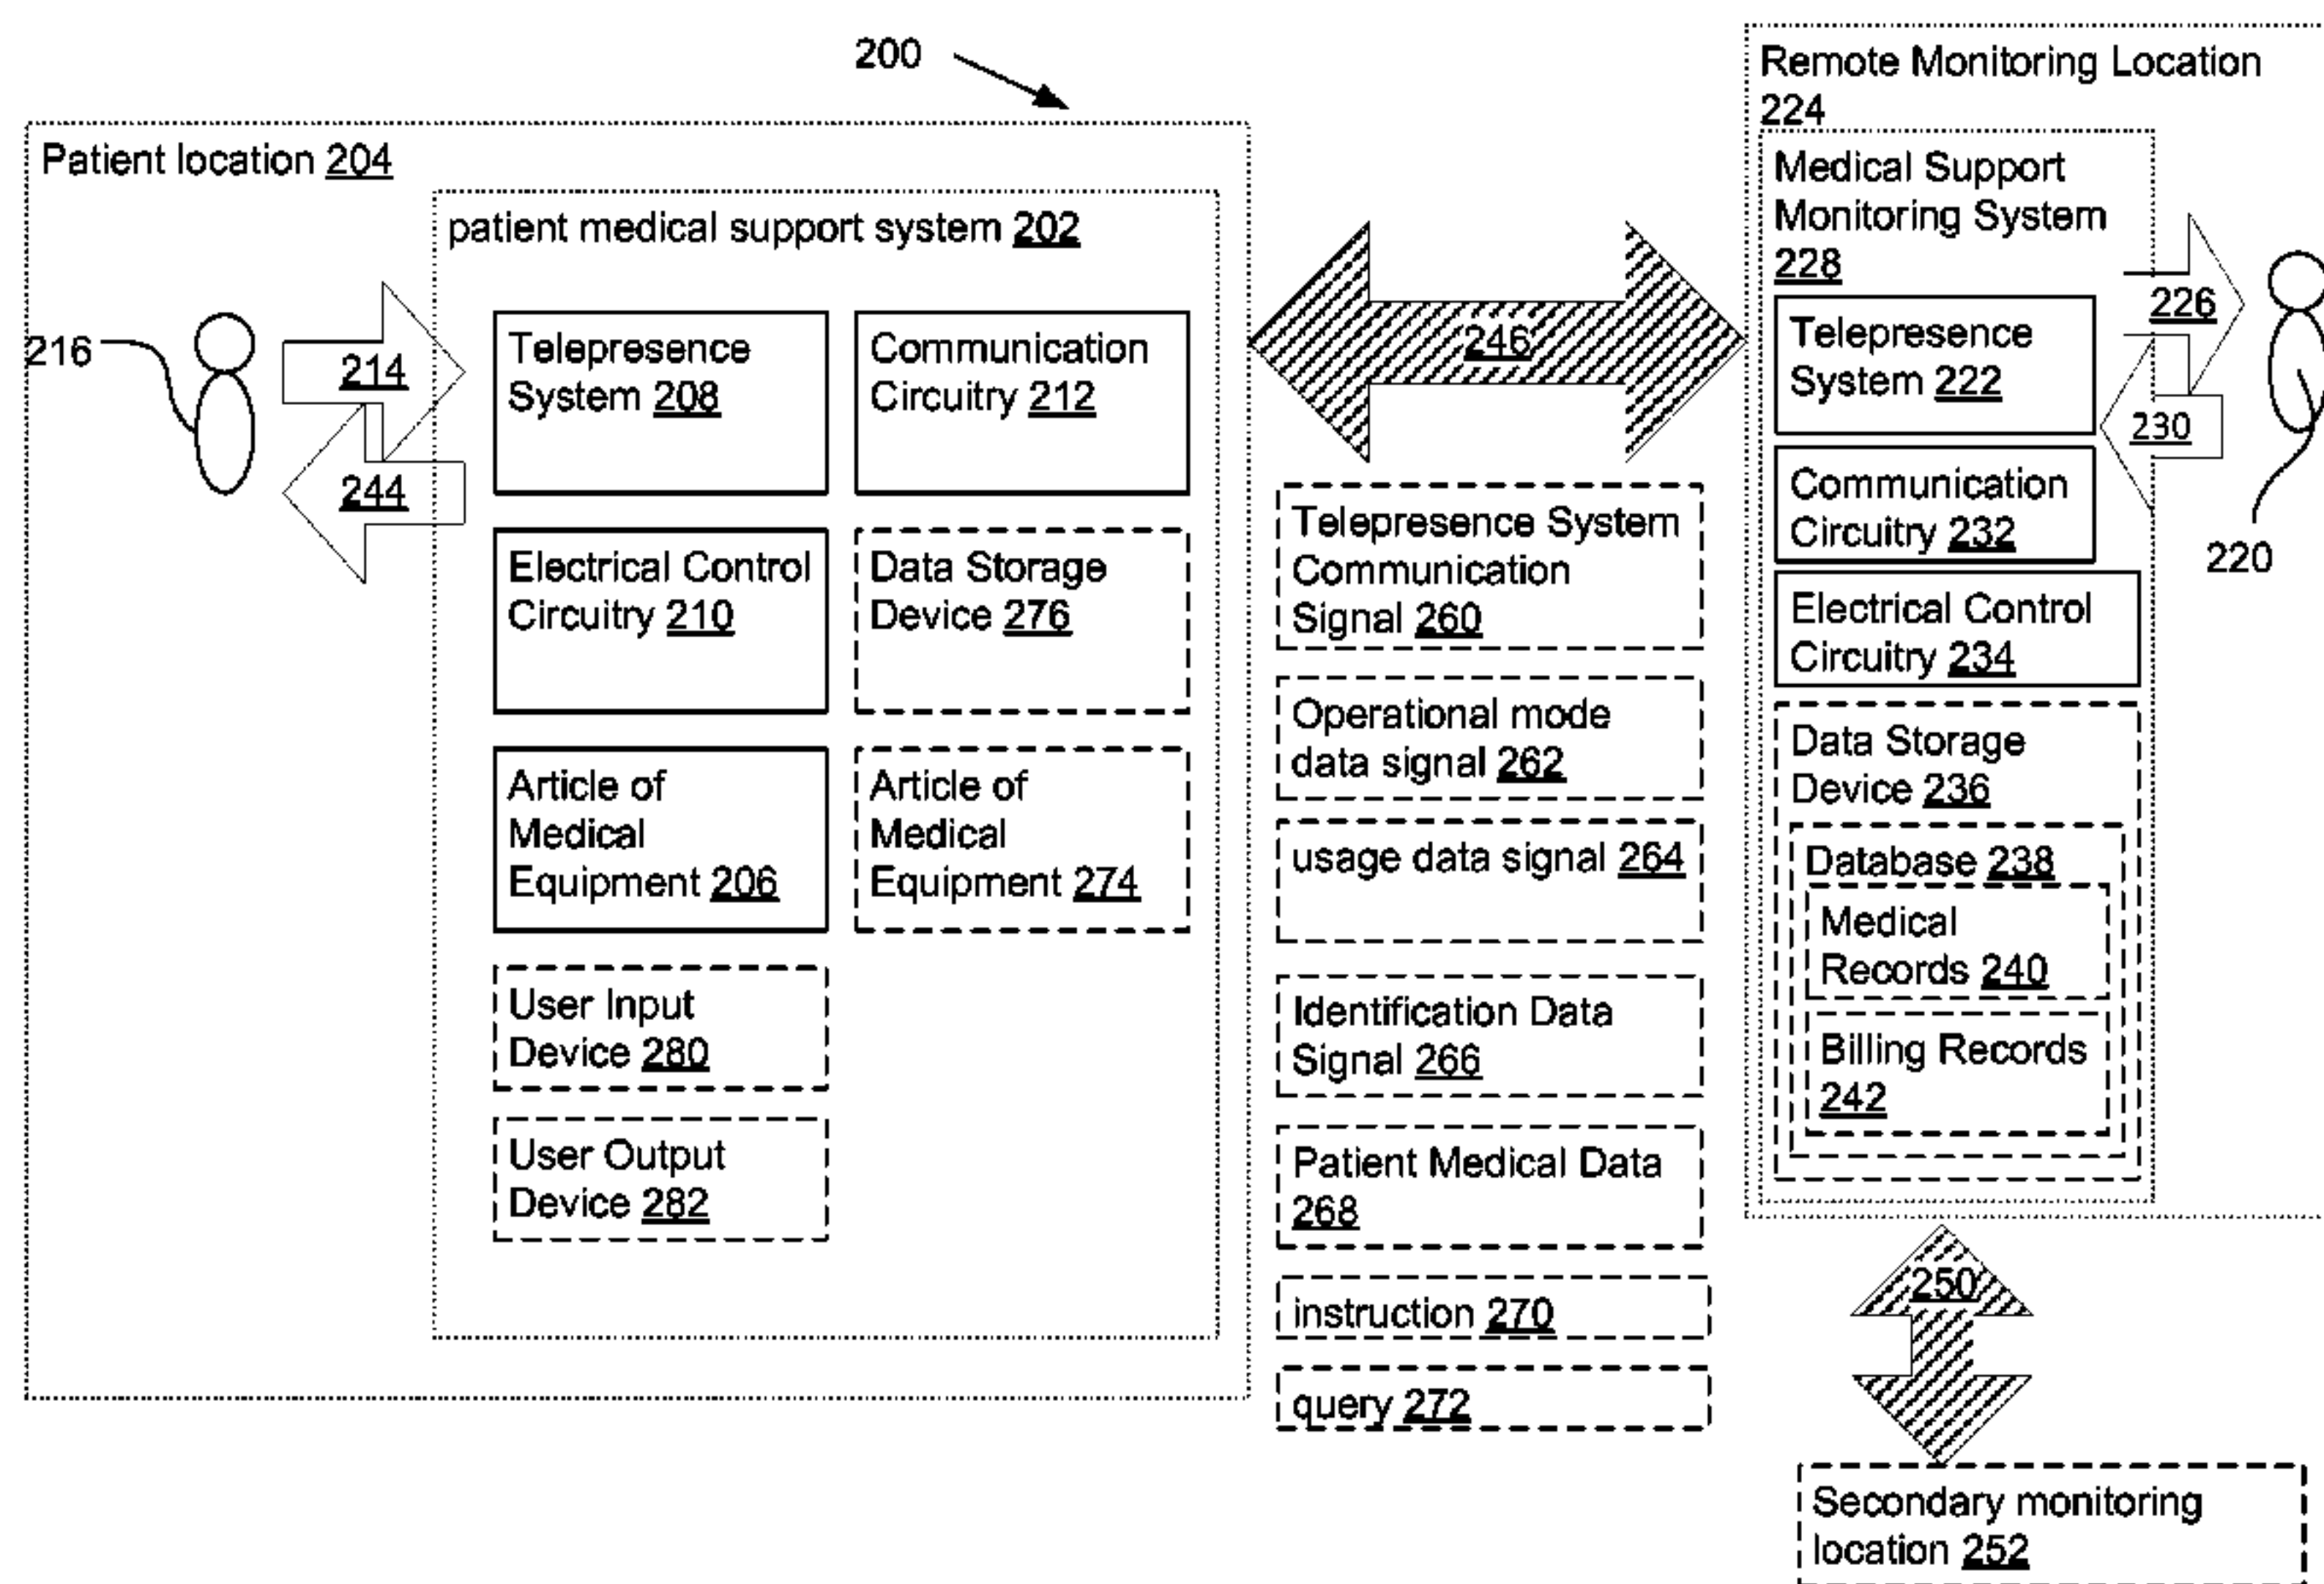 200
Patient location 204
patient medical support system 202
216
214
244
Telepresence
System 208
Communication
Circuitry 212
Electrical Control
Circuitry 210
Data Storage
Device 276
Article of
Medical
Equipment 206
Article of
Medical
Equipment 274
User Input
Device 280
User Output
Device 282
246
Telepresence System
Communication
Signal 260
Operational mode
data signal 262
usage data signal 264
Identification Data
Signal 266
Patient Medical Data
268
instruction 270
query 272
Remote Monitoring Location
224
Medical Support
Monitoring System
228
Telepresence
System 222
226
230
220
Communication
Circuitry 232
Electrical Control
Circuitry 234
Data Storage
Device 236
Database 238
Medical
Records 240
Billing Records
242
250
Secondary monitoring
location 252